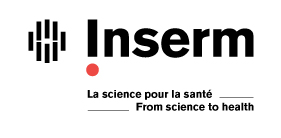 Inserm
La science pour la santé
From science to health